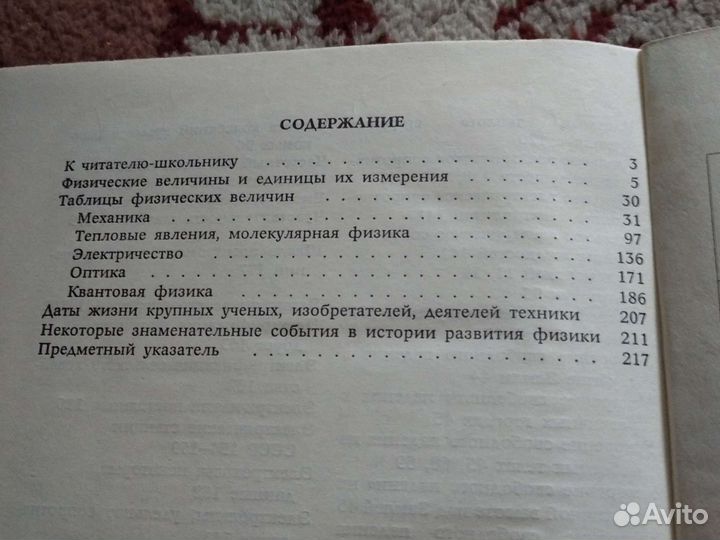 СОДЕРЖАНИЕ
К читателю-школьнику . . . . . . . . . . . . . 3
Физические величины и единицы их измерения . . . . . . 5
Таблицы физических величин . . . . . . . . . . . 30
Механика . . . . . . . . . . . . . . . . . 31
Тепловые явления, молекулярная физика . . . . . . . 97
Электричество . . . . . . . . . . . . . . . 136
Оптика . . . . . . . . . . . . . . . . . . 171
Квантовая физика . . . . . . . . . . . . . . 186
Даты жизни крупных ученых, изобретателей, деятелей техники 207
Некоторые знаменательные события в истории развития физики 211
Предметный указатель . . . . . . . . . . . . . 217
Avito